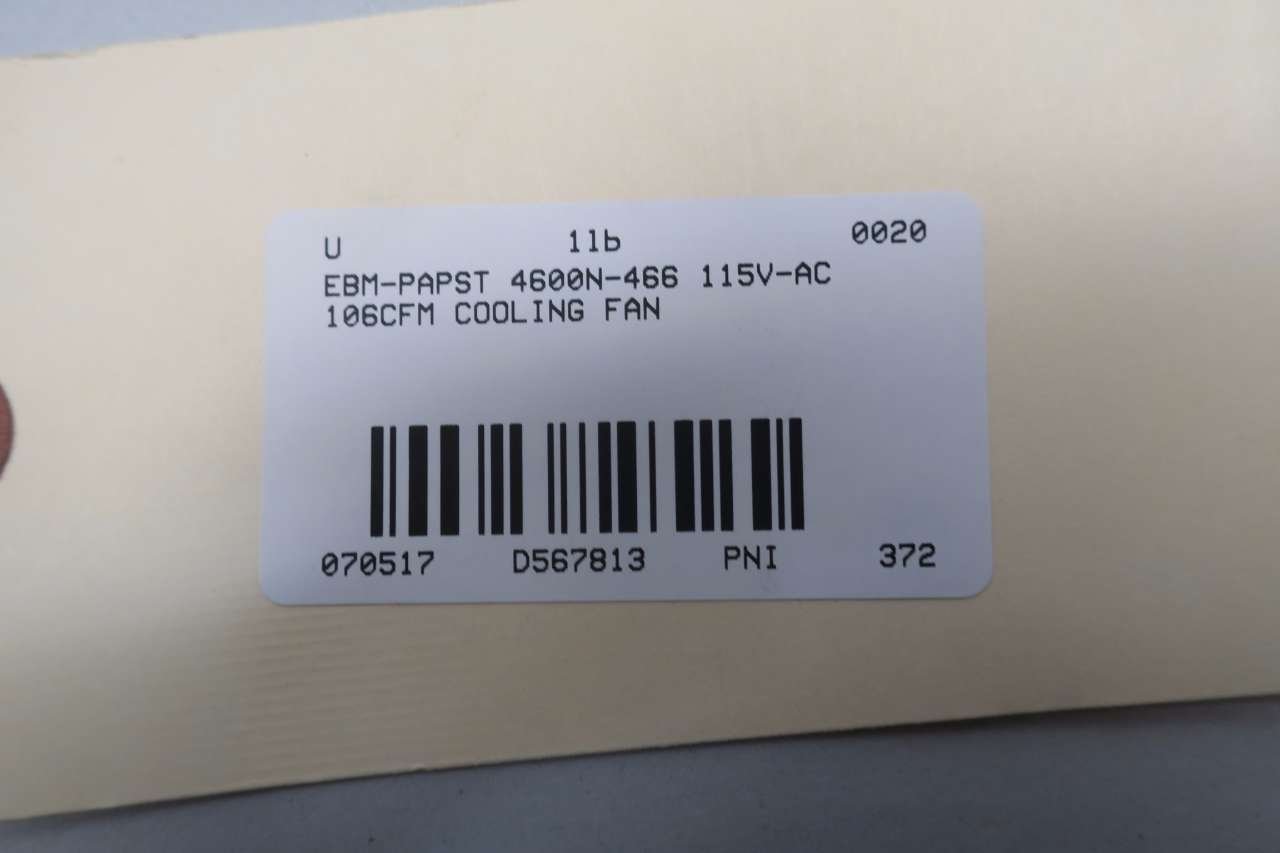 U 1lb 0020
EBM-PAPST 4600N-466 115V-AC
106CFM COOLING FAN
070517 D567813 PNI 372